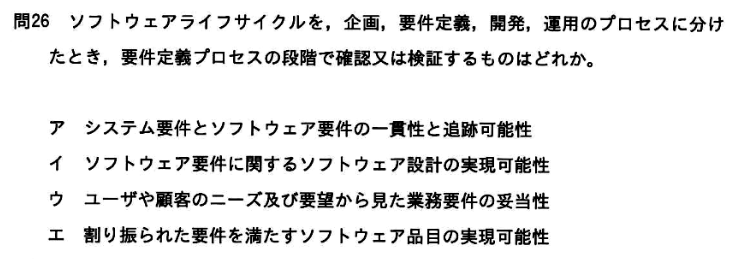 問26　ソフトウェアライフサイクルを，企画，要件定義，開発，運用のプロセスに分け
たとき，要件定義プロセスの段階で確認又は検証するものはどれか。
ア　システム要件とソフトウェア要件の一貫性と追跡可能性
イ　ソフトウェア要件に関するソフトウェア設計の実現可能性
ウ　ユーザや顧客のニーズ及び要望から見た業務要件の妥当性
エ　割り振られた要件を満たすソフトウェア品目の実現可能性